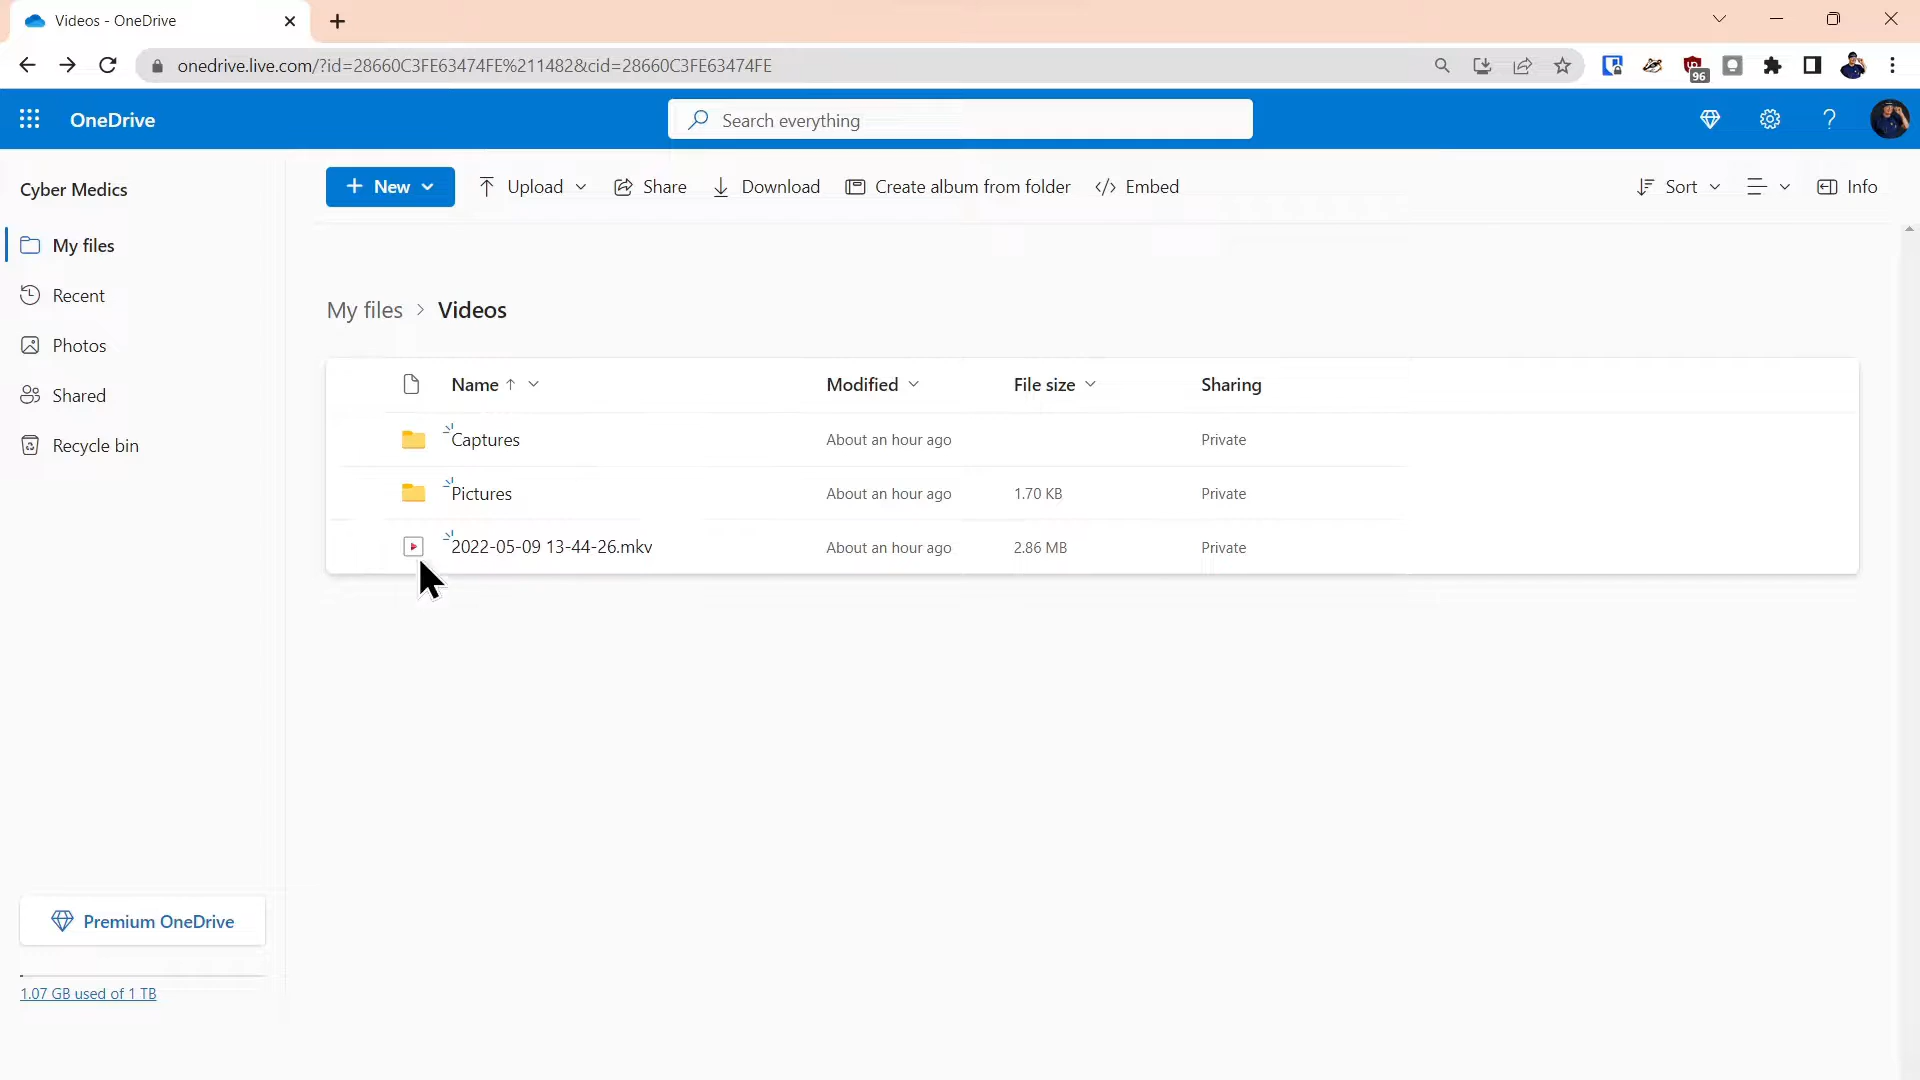 Videos - OneDrive
onedrive.live.com/?id=28660C3FE63474FE%211482&cid=28660C3FE63474FE
96
OneDrive
Search everything
?
Cyber Medics
New
Upload
Share
Download
Create album from folder
Embed
Sort
Info
My files
Recent
Photos
Shared
Recycle bin
My files > Videos
Name Modified File size Sharing
Captures About an hour ago Private
Pictures About an hour ago 1.70 KB Private
2022-05-09 13-44-26.mkv About an hour ago 2.86 MB Private
Premium OneDrive
1.07 GB used of 1 TB